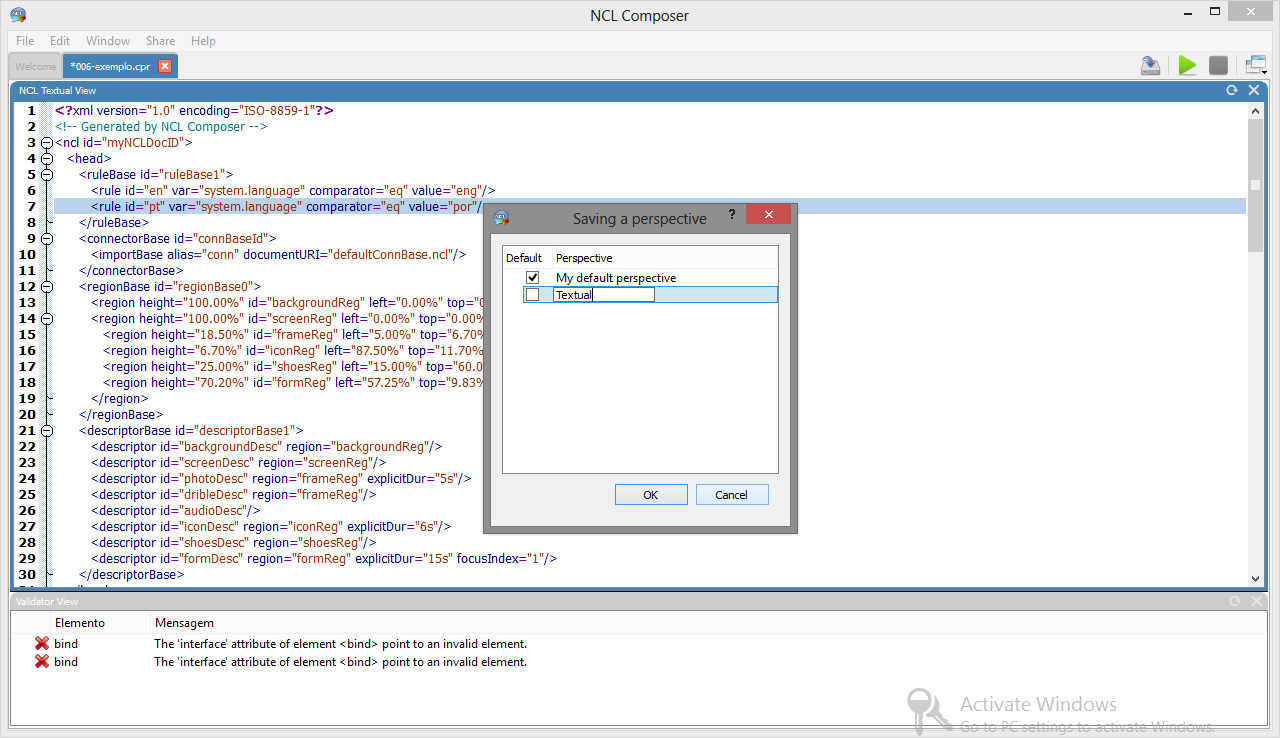 NCL Composer
File Edit Window Share Help
Welcome *006-exemplo.cpr
NCL Textual View
1 <?xml version="1.0" encoding="ISO-8859-1"?>
2 <!-- Generated by NCL Composer -->
3 <ncl id="myNCLDocID">
4 <head>
5 <ruleBase id="ruleBase1">
6 <rule id="en" var="system.language" comparator="eq" value="eng"/>
7 <rule id="pt" var="system.language" comparator="eq" value="por"/
8 </ruleBase>
9 <connectorBase id="connBaseId">
10 <importBase alias="conn" documentURI="defaultConnBase.ncl"/>
11 </connectorBase>
12 <regionBase id="regionBase0">
13 <region height="100.00%" id="backgroundReg" left="0.00%" top="0
14 <region height="100.00%" id="screenReg" left="0.00%" top="0.00%
15 <region height="18.50%" id="frameReg" left="5.00%" top="6.70%
16 <region height="6.70%" id="iconReg" left="87.50%" top="11.70%"
17 <region height="25.00%" id="shoesReg" left="15.00%" top="60.0
18 <region height="70.20%" id="formReg" left="57.25%" top="9.83%
19 </region>
20 </regionBase>
21 <descriptorBase id="descriptorBase1">
22 <descriptor id="backgroundDesc" region="backgroundReg"/>
23 <descriptor id="screenDesc" region="screenReg"/>
24 <descriptor id="photoDesc" region="frameReg" explicitDur="5s"/>
25 <descriptor id="dribleDesc" region="frameReg"/>
26 <descriptor id="audioDesc"/>
27 <descriptor id="iconDesc" region="iconReg" explicitDur="6s"/>
28 <descriptor id="shoesDesc" region="shoesReg"/>
29 <descriptor id="formDesc" region="formReg" explicitDur="15s" focusIndex="1"/>
30 </descriptorBase>
Saving a perspective ?
Default Perspective
My default perspective
Textual
OK Cancel
Validator View
Elemento Mensagem
bind The 'interface' attribute of element <bind> point to an invalid element.
bind The 'interface' attribute of element <bind> point to an invalid element.
Activate Windows
Go to PC settings to activate Windows.